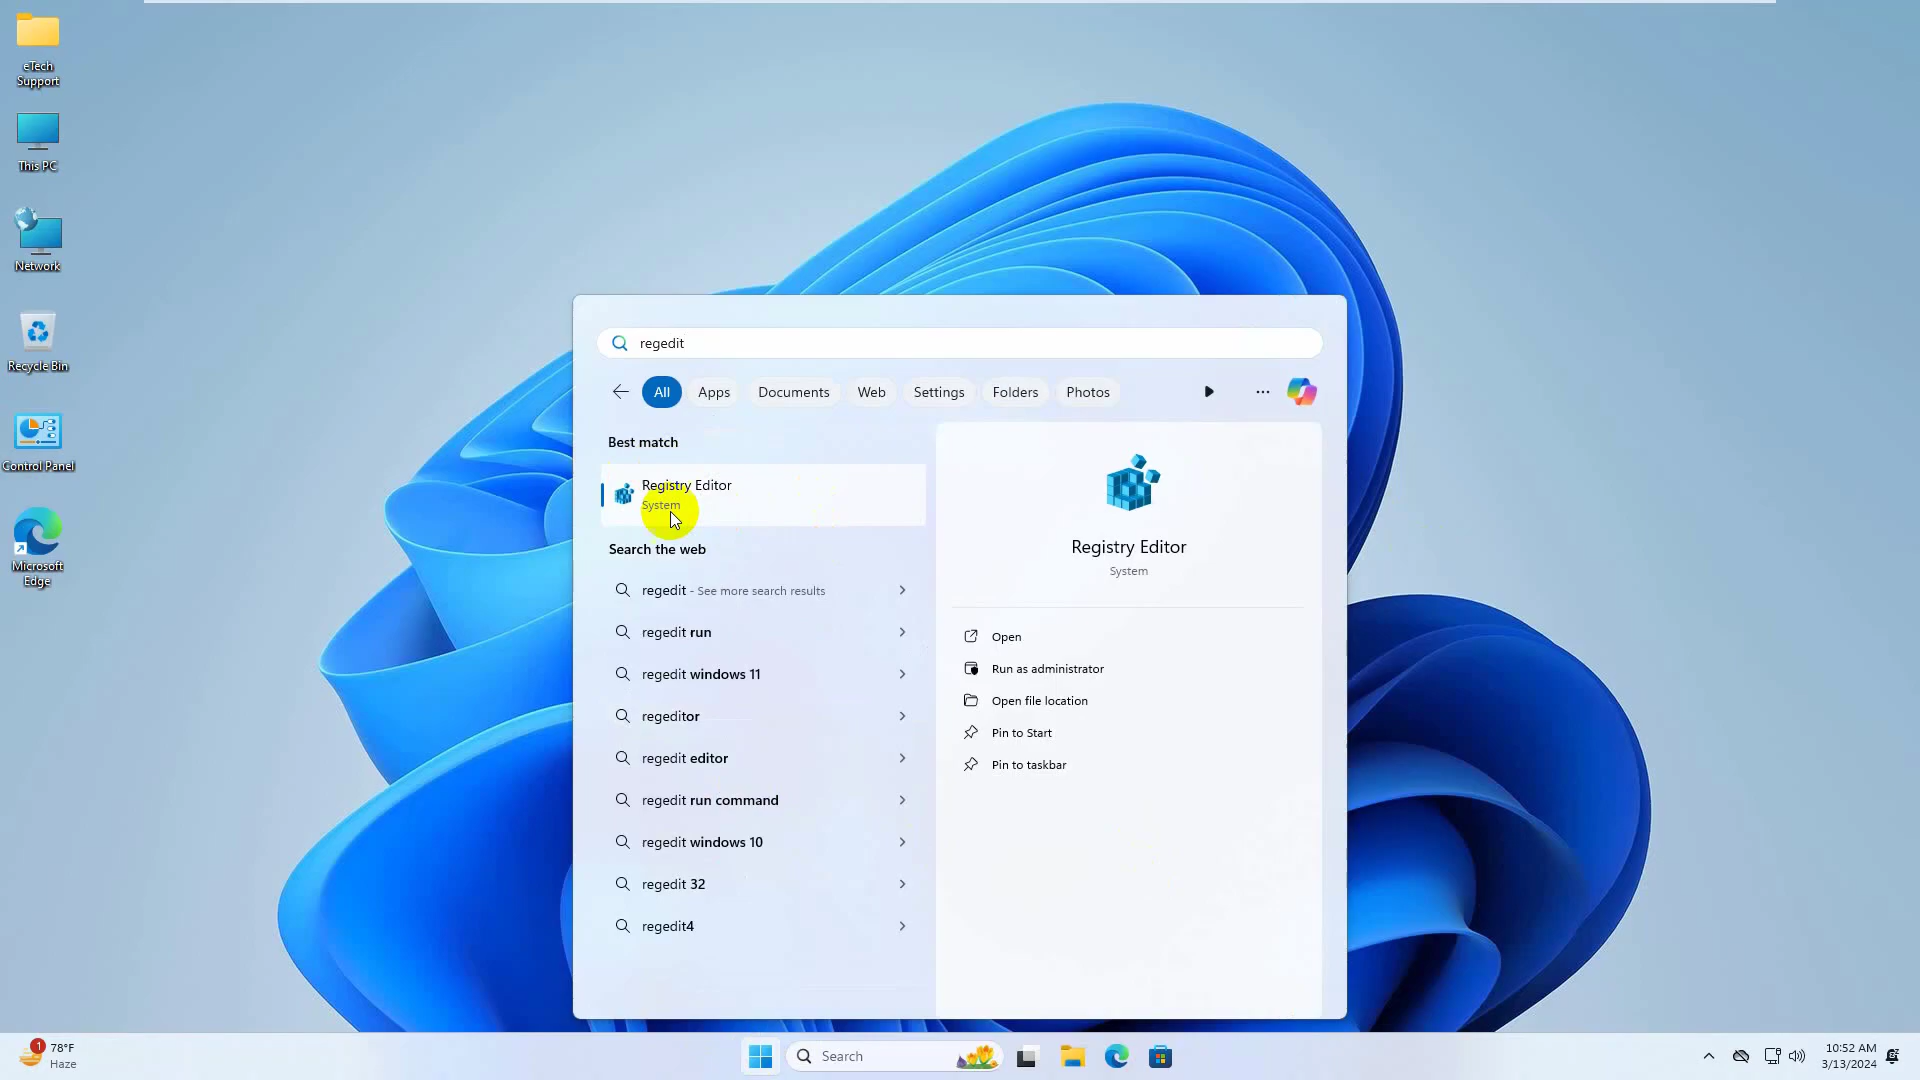 eTech
Support
This PC
Network
Recycle Bin
Control Panel
Microsoft
Edge
regedit
All
Apps
Documents
Web
Settings
Folders
Photos
Best match
Registry Editor
System
Search the web
regedit - See more search results
regedit run
regedit windows 11
regeditor
regedit editor
regedit run command
regedit windows 10
regedit 32
regedit4
Registry Editor
System
Open
Run as administrator
Open file location
Pin to Start
Pin to taskbar
1
78°F
Haze
Search
10:52 AM
3/13/2024